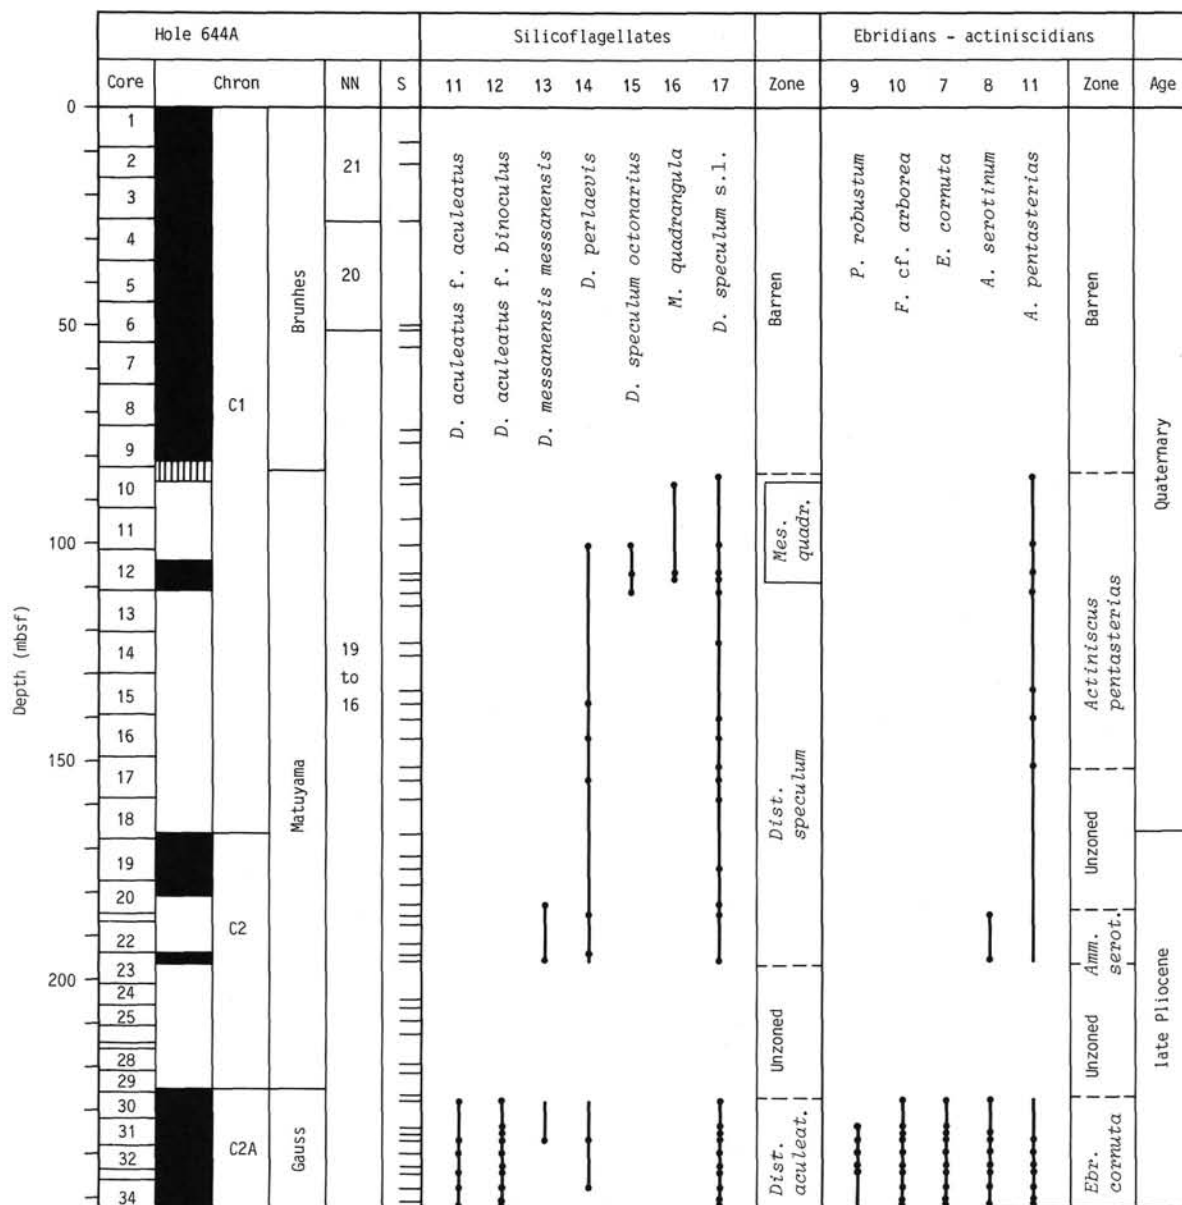 Hole 644A
Silicoflagellates
Ebridians - actiniscidians
Core
Chron
NN
S
11
12
13
14
15
16
17
Zone
9
10
7
8
11
Zone
Age
Depth (mbsf)
0
50
100
150
200
1
2
3
4
5
6
7
8
9
10
11
12
13
14
15
16
17
18
19
20
22
23
24
25
28
29
30
31
32
34
C1
C2
C2A
Brunhes
Matuyama
Gauss
21
20
19
to
16
D. aculeatus f. aculeatus
D. aculeatus f. binoculus
D. messanensis messanensis
D. perlaevis
D. speculum octonarius
M. quadrangula
D. speculum s.l.
Barren
Mes.
quadr.
Dist.
speculum
Unzoned
Dist.
aculeat.
P. robustum
F. cf. arborea
E. cornuta
A. serotinum
A. pentasterias
Barren
Actiniscus
pentasterias
Unzoned
Amm.
serot.
Unzoned
Ebr.
cornuta
Quaternary
late Pliocene